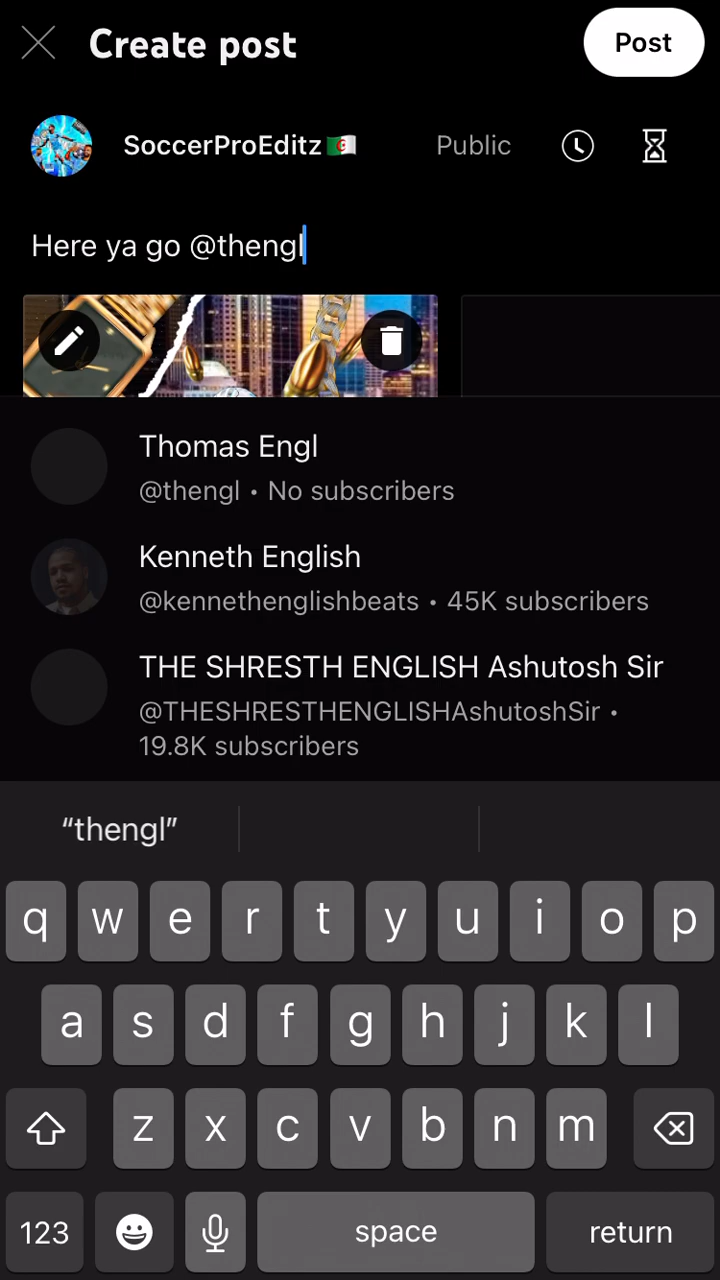 Create post
Post
SoccerProEditz🇩🇿
Public
Here ya go @thengl
Thomas Engl
@thengl • No subscribers
Kenneth English
@kennethenglishbeats • 45K subscribers
THE SHRESTH ENGLISH Ashutosh Sir
@THESHRESTHENGLISHAshutoshSir •
19.8K subscribers
“thengl”
q w e r t y u i o p
a s d f g h j k l
z x c v b n m
123
space
return